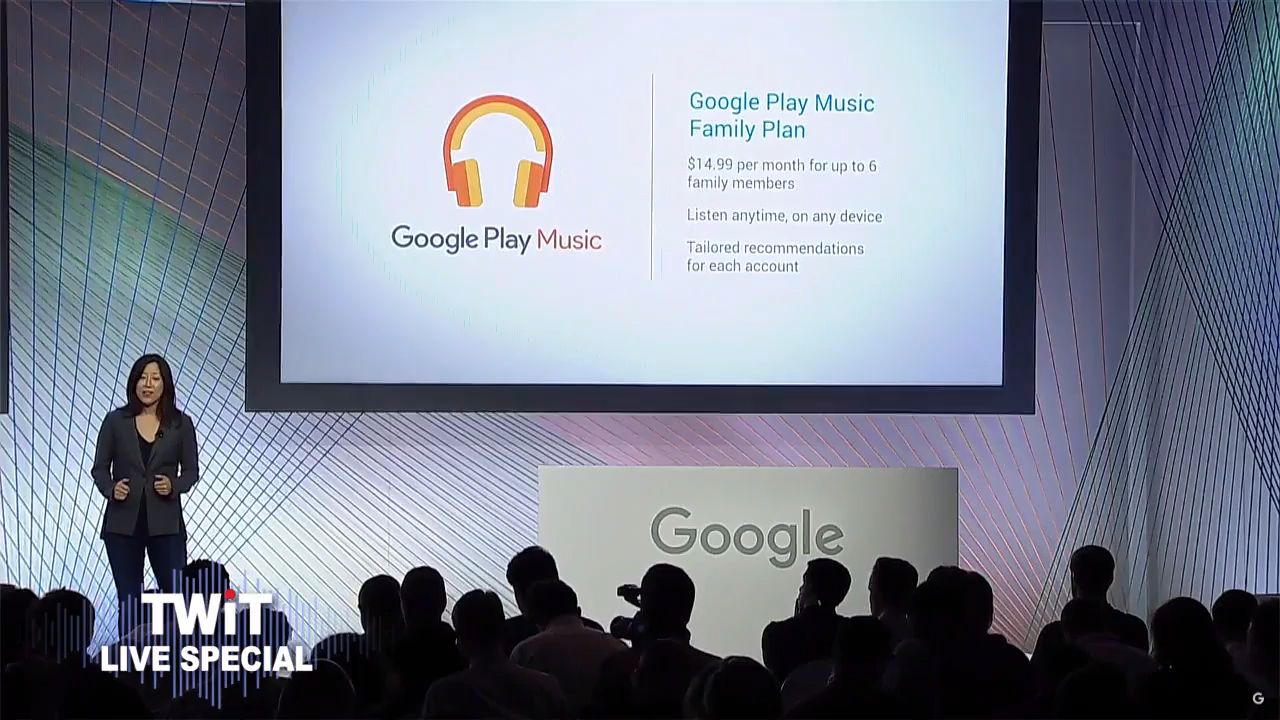 Google Play Music
Google Play Music
Family Plan
$14.99 per month for up to 6
family members
Listen anytime, on any device
Tailored recommendations
for each account
Google
TWiT
LIVE SPECIAL
G